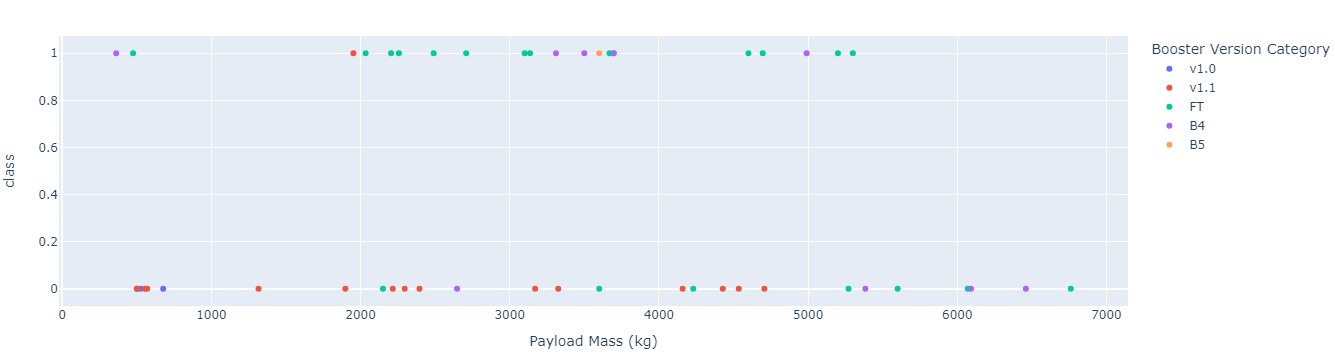 Booster Version Category
v1.0
v1.1
FT
B4
B5
class
1
0.8
0.6
0.4
0.2
0
0 1000 2000 3000 4000 5000 6000 7000
Payload Mass (kg)